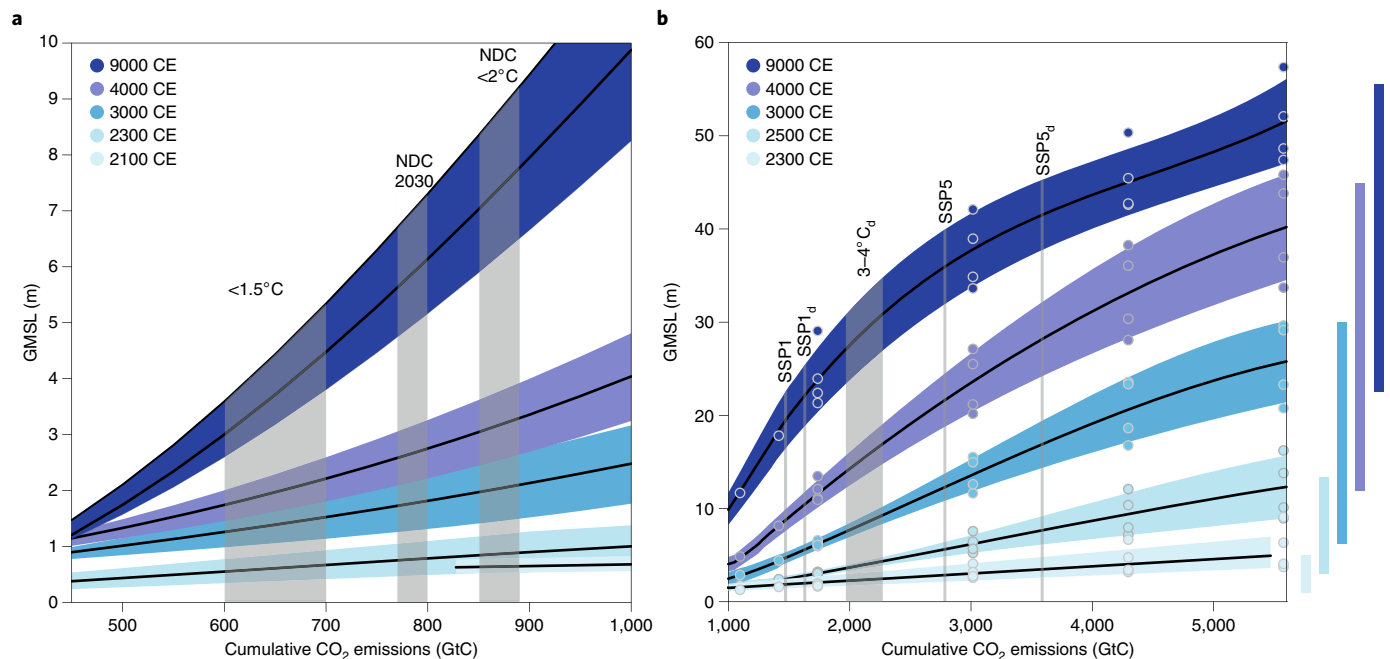 a
GMSL (m)
10
9
8
7
6
5
4
3
2
1
0
9000 CE
4000 CE
3000 CE
2300 CE
2100 CE
<1.5°C
NDC
2030
NDC
<2°C
500
600
700
800
900
1,000
Cumulative CO₂ emissions (GtC)
b
GMSL (m)
60
50
40
30
20
10
0
9000 CE
4000 CE
3000 CE
2500 CE
2300 CE
SSP1
SSP1d
3–4°Cd
SSP5
SSP5d
1,000
2,000
3,000
4,000
5,000
Cumulative CO₂ emissions (GtC)